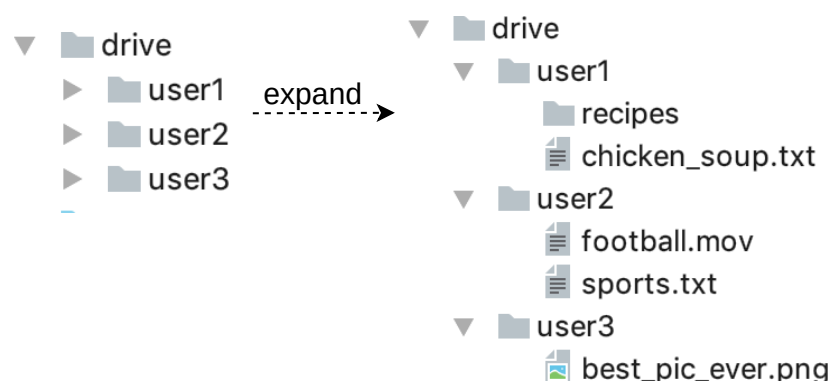 drive
user1
user2
user3
expand
drive
user1
recipes
chicken_soup.txt
user2
football.mov
sports.txt
user3
best_pic_ever.png